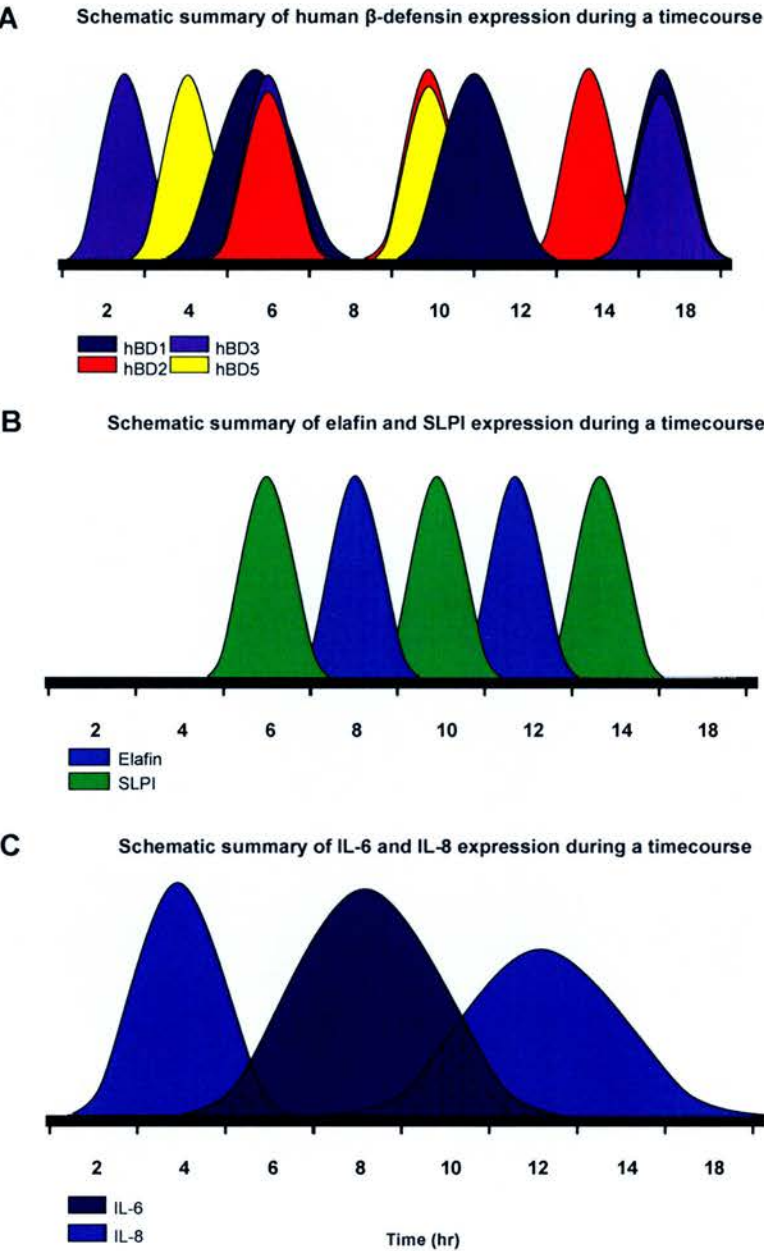 A
Schematic summary of human β-defensin expression during a timecourse
2 4 6 8 10 12 14 18
hBD1 hBD3
hBD2 hBD5
B
Schematic summary of elafin and SLPI expression during a timecourse
2 4 6 8 10 12 14 18
Elafin
SLPI
C
Schematic summary of IL-6 and IL-8 expression during a timecourse
2 4 6 8 10 12 14 18
IL-6
IL-8
Time (hr)